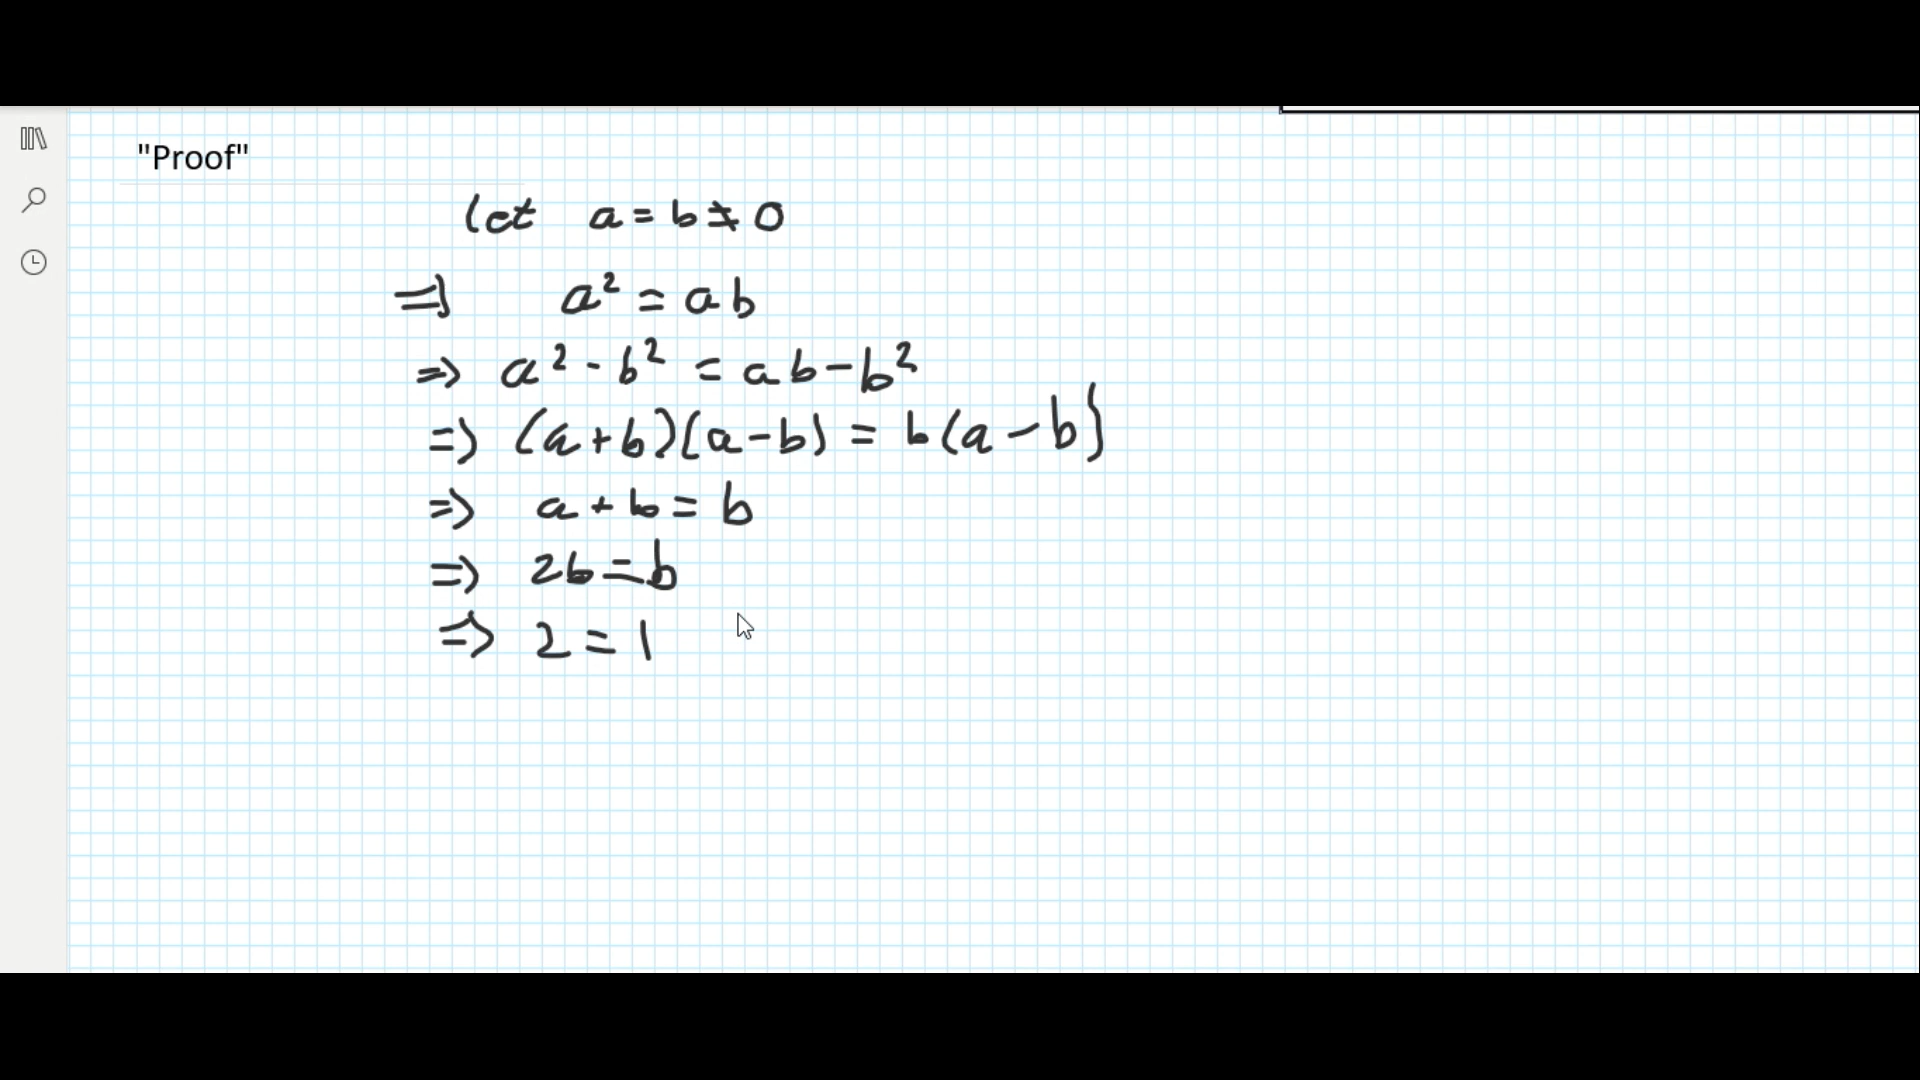 "Proof"
let a = b ≠ 0
⇒ a² = ab
⇒ a² - b² = ab - b²
⇒ (a+b)(a-b) = b(a-b)
⇒ a + b = b
⇒ 2b = b
⇒ 2 = 1